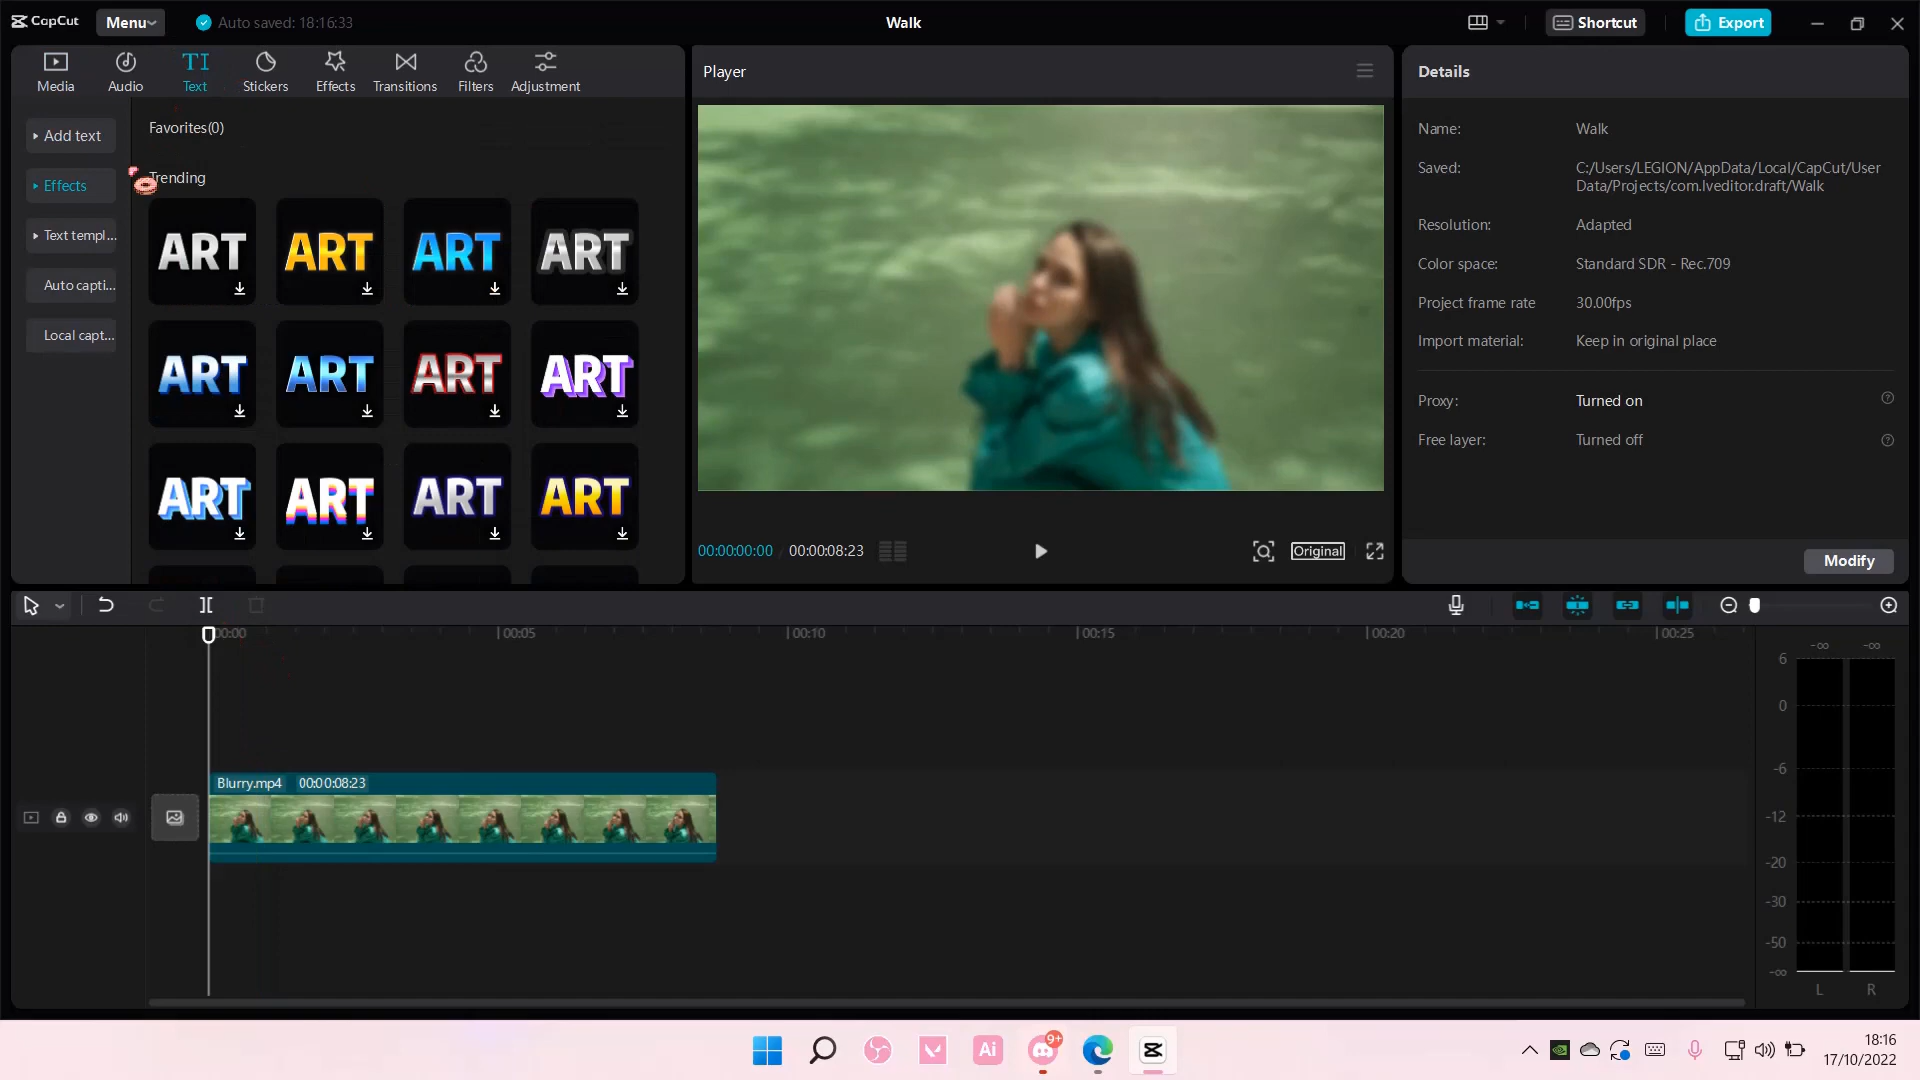 CapCut
Menu
Auto saved: 18:16:33
Walk
Shortcut
Export
Media
Audio
TI
Text
Stickers
Effects
Transitions
Filters
Adjustment
Add text
Effects
Text templ...
Auto capti...
Local capt...
Favorites(0)
Trending
ART ART ART ART
ART ART ART ART
ART ART ART ART
Player
00:00:00:00 / 00:00:08:23
Original
Details
Name: Walk
Saved: C:/Users/LEGION/AppData/Local/CapCut/User
Data/Projects/com.lveditor.draft/Walk
Resolution: Adapted
Color space: Standard SDR - Rec.709
Project frame rate 30.00fps
Import material: Keep in original place
Proxy: Turned on
Free layer: Turned off
Modify
00:00 00:05 00:10 00:15 00:20 00:25
Blurry.mp4 00:00:08:23
-∞ -∞
6
0
-6
-12
-20
-30
-50
-∞
L R
Ai
9+
18:16
17/10/2022